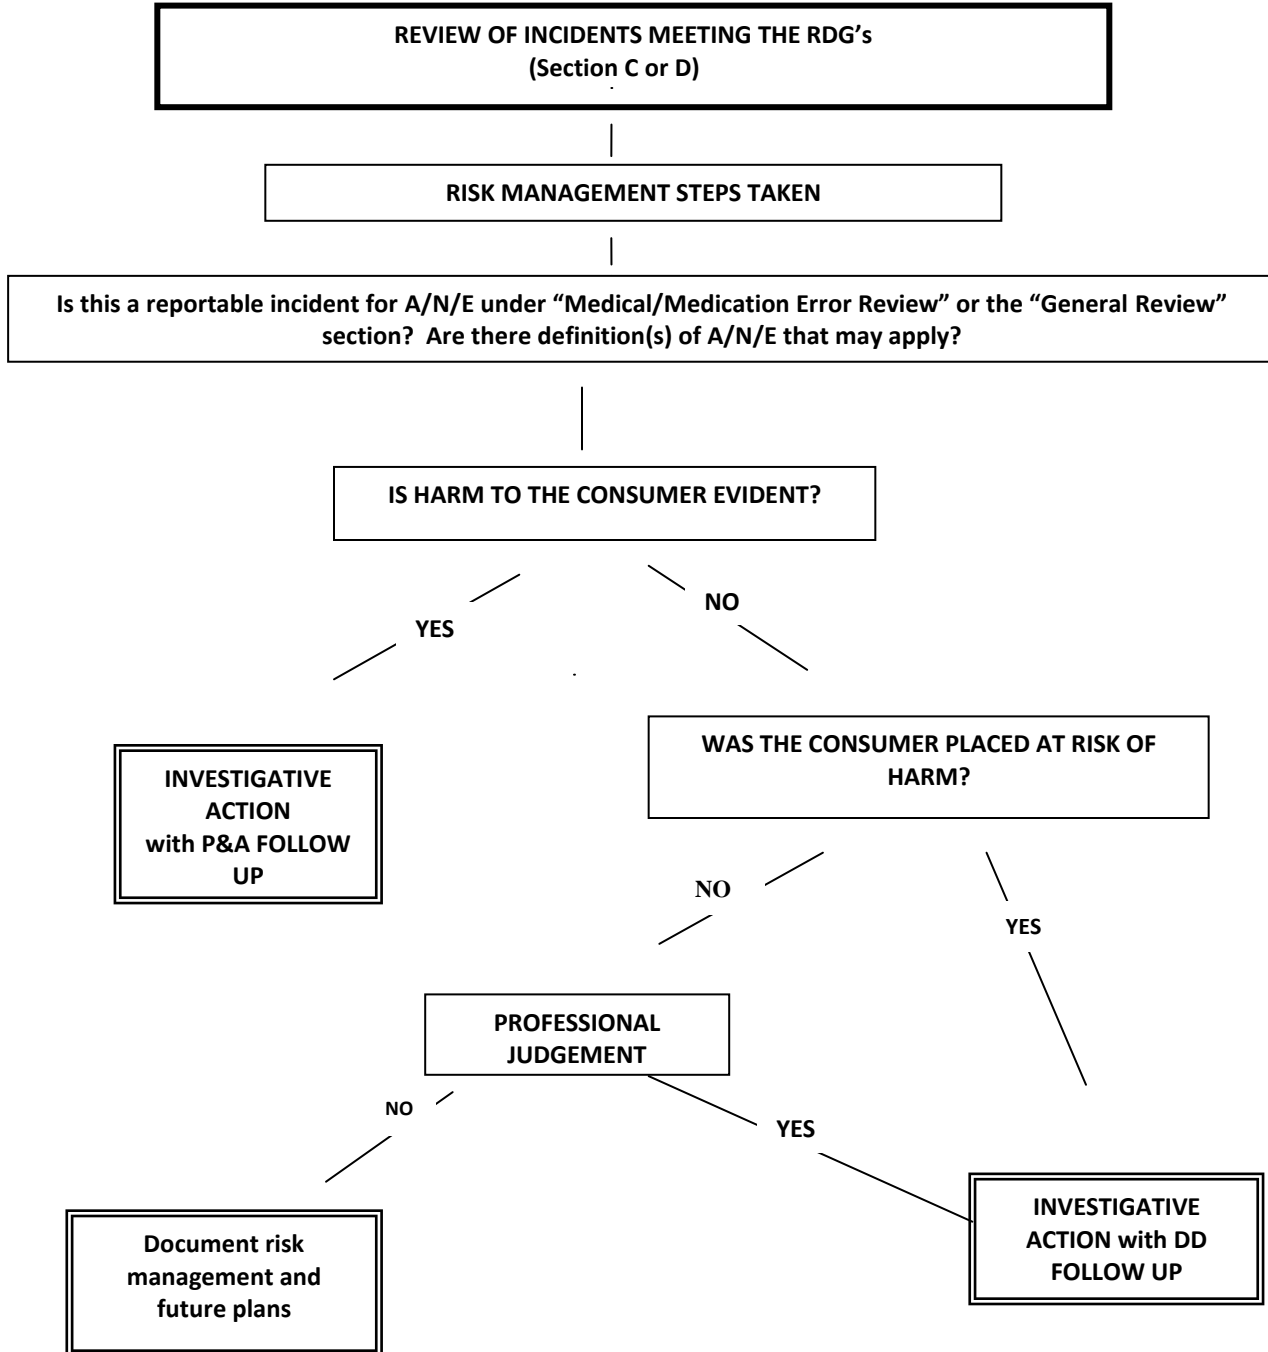 REVIEW OF INCIDENTS MEETING THE RDG’s
(Section C or D)
RISK MANAGEMENT STEPS TAKEN
Is this a reportable incident for A/N/E under “Medical/Medication Error Review” or the “General Review”
section?  Are there definition(s) of A/N/E that may apply?
IS HARM TO THE CONSUMER EVIDENT?
NO
YES
WAS THE CONSUMER PLACED AT RISK OF
HARM?
INVESTIGATIVE
ACTION
with P&A FOLLOW
UP
NO
YES
PROFESSIONAL
JUDGEMENT
NO
YES
INVESTIGATIVE
ACTION with DD
FOLLOW UP
Document risk
management and
future plans